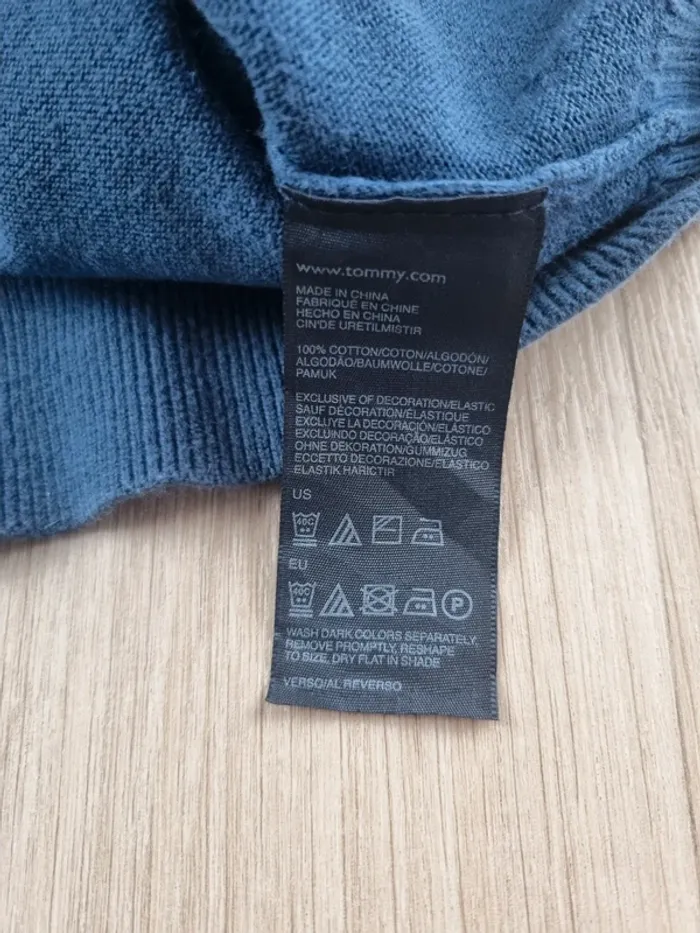 www.tommy.com
MADE IN CHINA
FABRIQUÉ EN CHINE
HECHO EN CHINA
CIN'DE URETILMISTIR
100% COTTON/COTON/ALGODÓN/
ALGODÃO/BAUMWOLLE/COTONE/
PAMUK
EXCLUSIVE OF DECORATION/ELASTIC
SAUF DÉCORATION/ÉLASTIQUE
EXCLUYE LA DECORACIÓN/ELÁSTICO
EXCLUINDO DECORAÇÃO/ELÁSTICO
OHNE DEKORATION/GUMMIZUG
ECCETTO DECORAZIONE/ELASTICO
ELASTIK HARICTIR
US
40C
EU
40C
P
WASH DARK COLORS SEPARATELY,
REMOVE PROMPTLY, RESHAPE
TO SIZE, DRY FLAT IN SHADE
VERSO/AL REVERSO